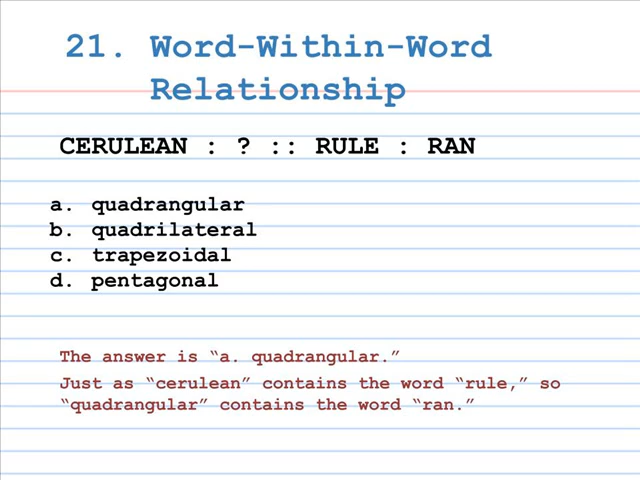 21. Word-Within-Word
Relationship
CERULEAN : ? :: RULE : RAN
a. quadrangular
b. quadrilateral
c. trapezoidal
d. pentagonal
The answer is “a. quadrangular.”
Just as “cerulean” contains the word “rule,” so
“quadrangular” contains the word “ran.”